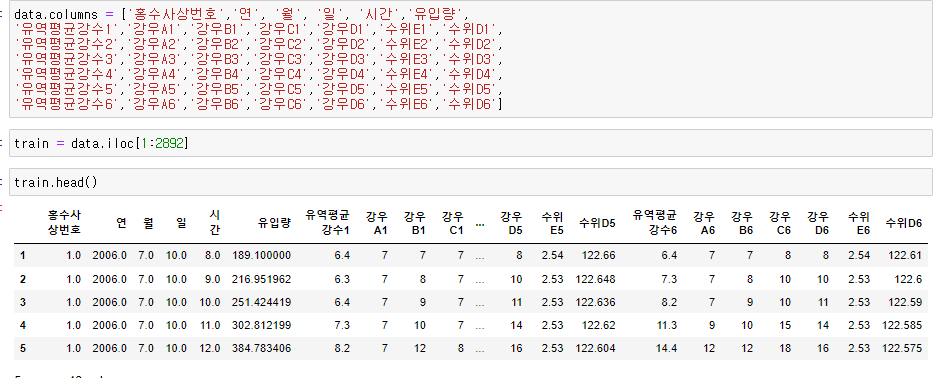 data.columns = ['홍수사상번호','연', '월', '일', '시간','유입량',
'유역평균강수1','강우A1','강우B1','강우C1','강우D1','수위E1','수위D1',
'유역평균강수2','강우A2','강우B2','강우C2','강우D2','수위E2','수위D2',
'유역평균강수3','강우A3','강우B3','강우C3','강우D3','수위E3','수위D3',
'유역평균강수4','강우A4','강우B4','강우C4','강우D4','수위E4','수위D4',
'유역평균강수5','강우A5','강우B5','강우C5','강우D5','수위E5','수위D5',
'유역평균강수6','강우A6','강우B6','강우C6','강우D6','수위E6','수위D6']
train = data.iloc[1:2892]
train.head()
홍수사 시 유역평균 강우 강우 강우 강우 수위 유역평 강우 강우 강우 강우 수위
상번호 연 월 일 간 유입량 강수1 A1 B1 C1 ... D5 E5 수위D5 균강수6 A6 B6 C6 D6 E6 수위D6
1 1.0 2006.0 7.0 10.0 8.0 189.100000 6.4 7 7 7 ... 8 2.54 122.66 6.4 7 7 8 8 2.54 122.61
2 1.0 2006.0 7.0 10.0 9.0 216.951962 6.3 7 8 7 ... 10 2.53 122.648 7.3 7 8 10 10 2.53 122.6
3 1.0 2006.0 7.0 10.0 10.0 251.424419 6.4 7 9 7 ... 11 2.53 122.636 8.2 7 9 10 11 2.53 122.59
4 1.0 2006.0 7.0 10.0 11.0 302.812199 7.3 7 10 7 ... 14 2.53 122.62 11.3 9 10 15 14 2.53 122.585
5 1.0 2006.0 7.0 10.0 12.0 384.783406 8.2 7 12 8 ... 16 2.53 122.604 14.4 12 12 18 16 2.53 122.575